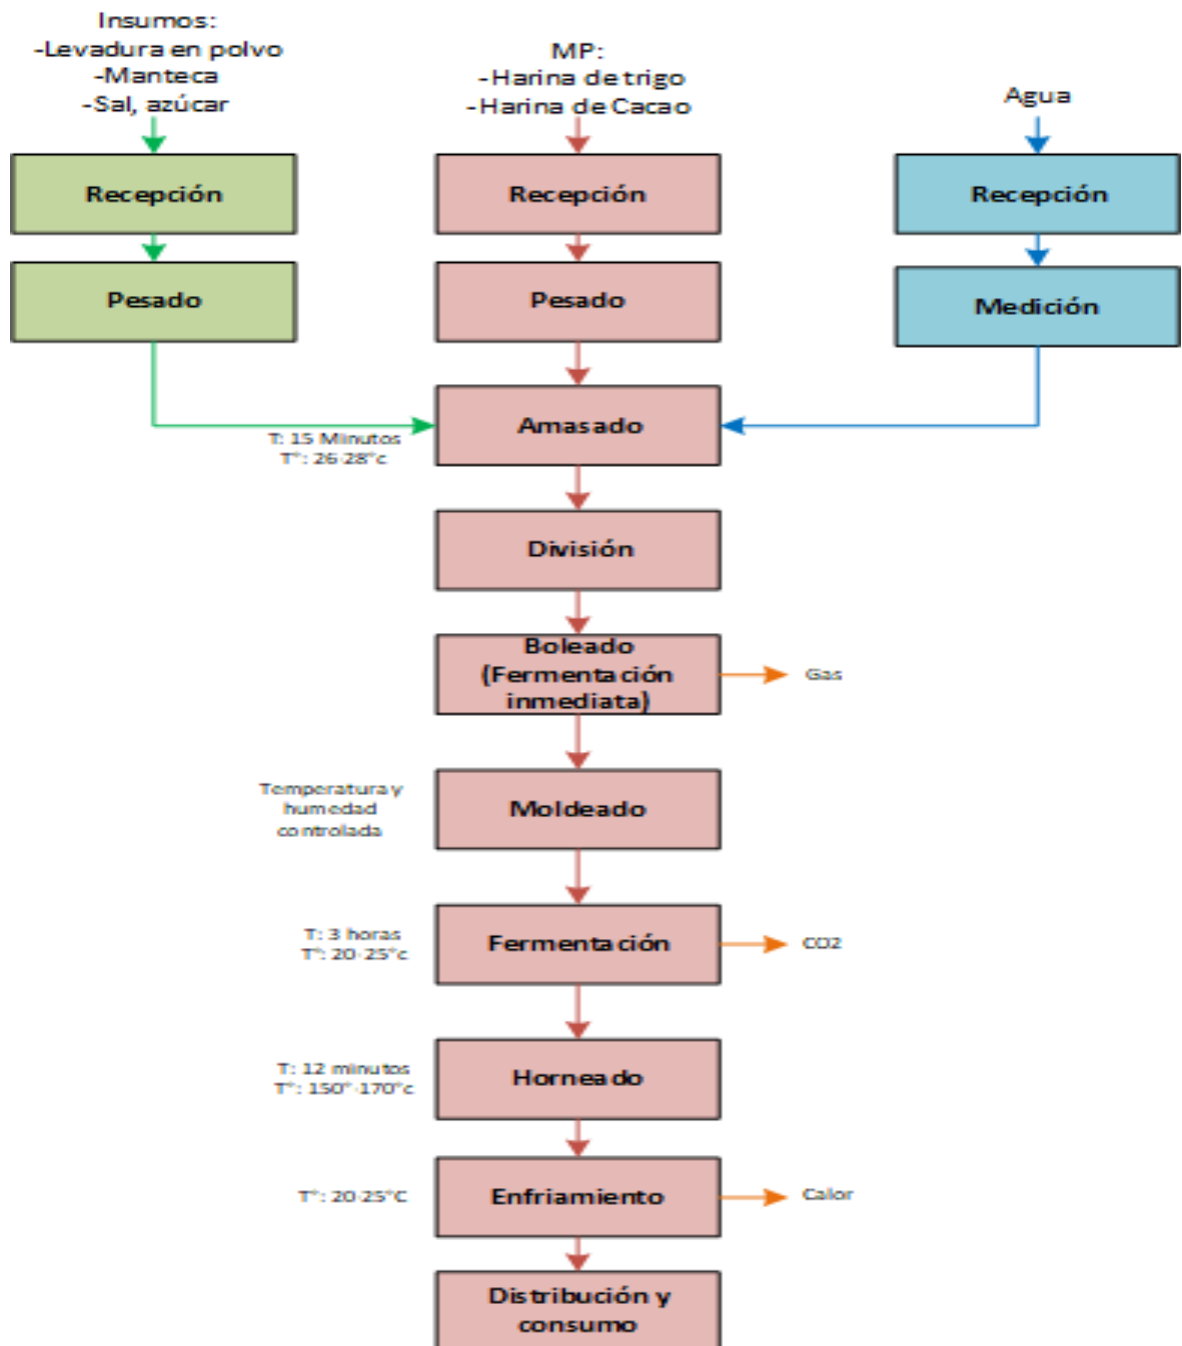 Insumos:
-Levadura en polvo
-Manteca
-Sal, azúcar
MP:
-Harina de trigo
-Harina de Cacao
Agua
Recepción
Recepción
Recepción
Pesado
Pesado
Medición
Amasado
T: 15 Minutos
T°: 26-28°c
División
Boleado
(Fermentación
inmediata)
Gas
Temperatura y
humedad
controlada
Moldeado
T: 3 horas
T°: 20-25°c
Fermentación
CO2
T: 12 minutos
T°: 150°-170°c
Horneado
T°: 20-25°C
Enfriamiento
Calor
Distribución y
consumo